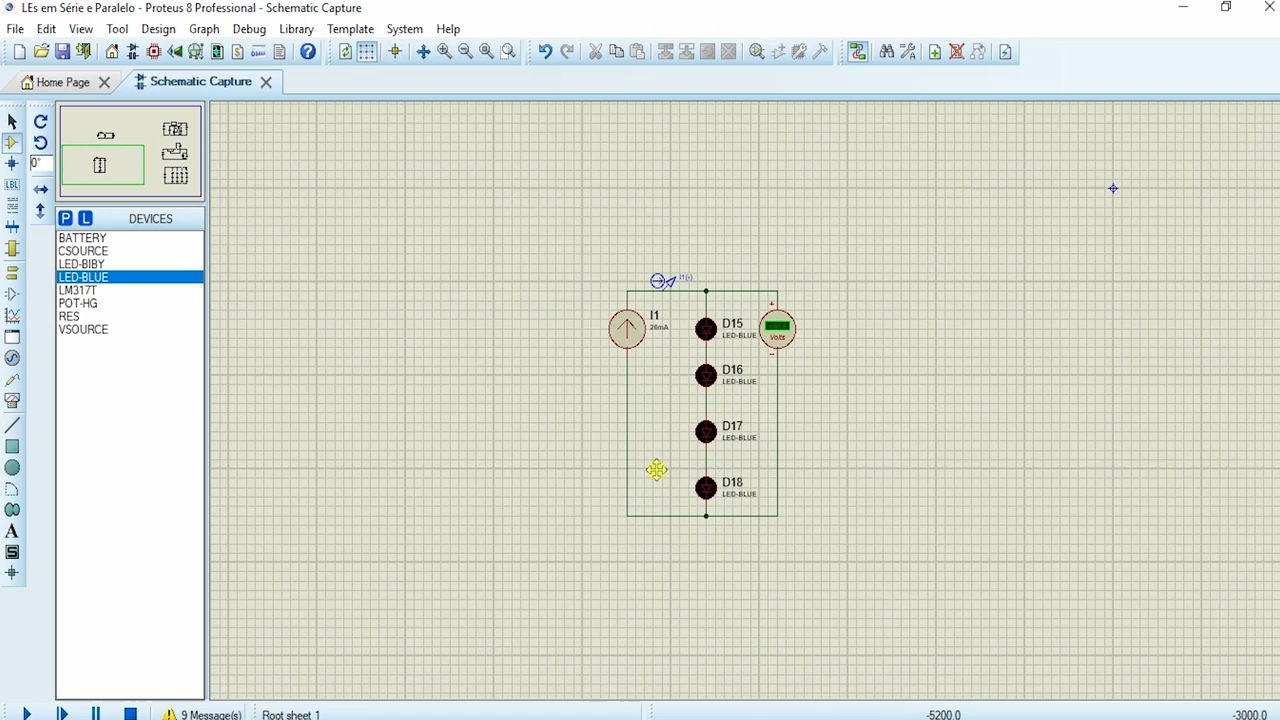 LEs em Série e Paralelo - Proteus 8 Professional - Schematic Capture
File Edit View Tool Design Graph Debug Library Template System Help
Home Page Schematic Capture
0°
LBL
P L DEVICES
BATTERY
CSOURCE
LED-BIBY
LED-BLUE
LM317T
POT-HG
RES
VSOURCE
A
S
I1(-)
I1
26mA
D15
LED-BLUE
Volts
D16
LED-BLUE
D17
LED-BLUE
D18
LED-BLUE
9 Message(s) Root sheet 1 -5200.0 -3000.0